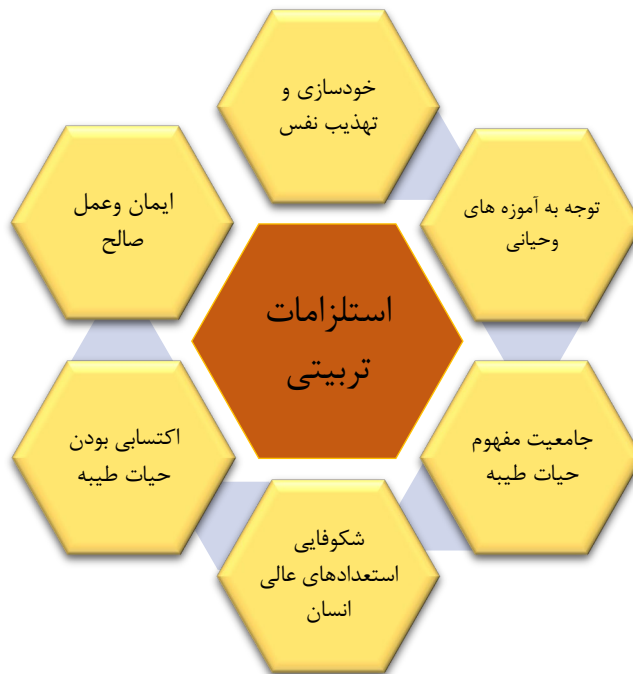 خودسازی و
تهذیب نفس
توجه به آموزه های
وحیانی
جامعیت مفهوم
حیات طیبه
شکوفایی
استعدادهای عالی
انسان
اکتسابی بودن
حیات طیبه
ایمان وعمل
صالح
استلزامات
تربیتی